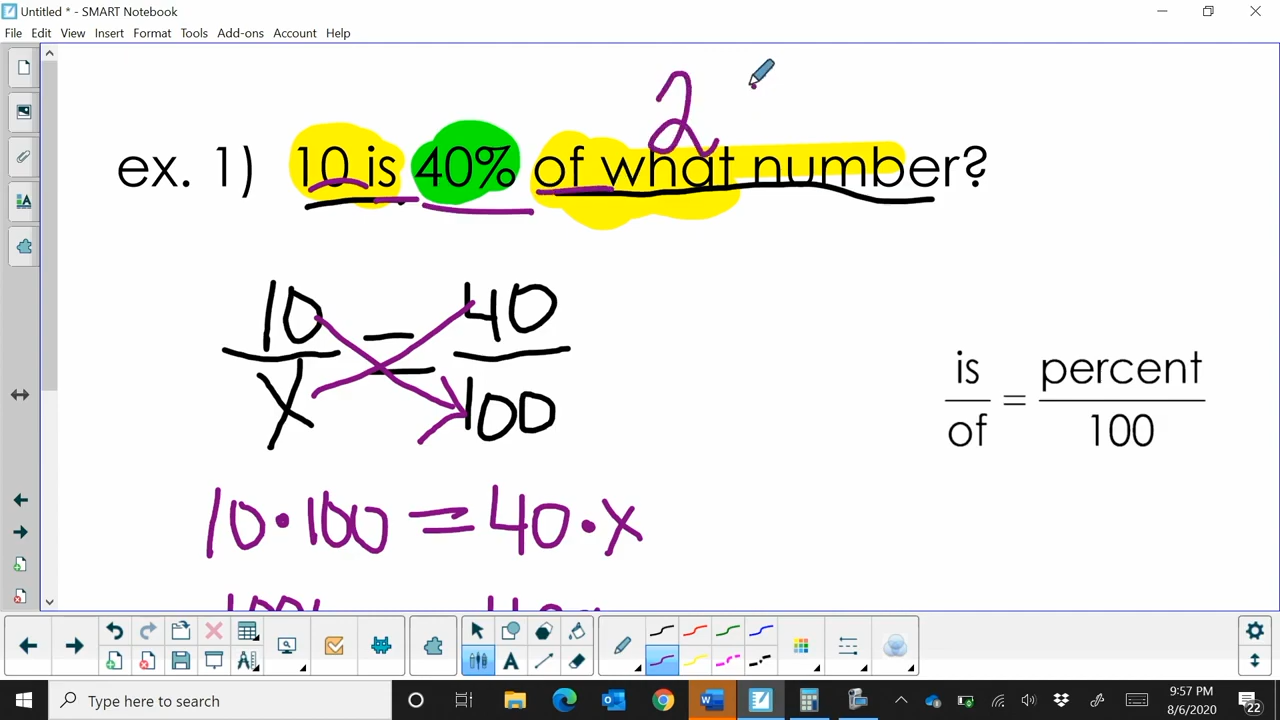 Untitled * - SMART Notebook
File Edit View Insert Format Tools Add-ons Account Help
2
ex. 1) 10 is 40% of what number?
10 = 40
x 100
is = percent
of 100
10 · 100 = 40 · x
A
Type here to search
9:57 PM
8/6/2020
22